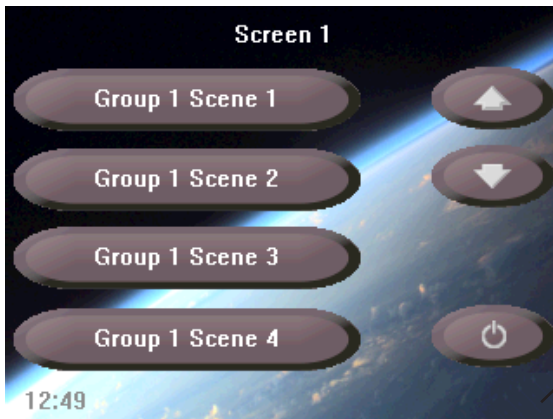 Screen 1
Group 1 Scene 1
Group 1 Scene 2
Group 1 Scene 3
Group 1 Scene 4
12:49